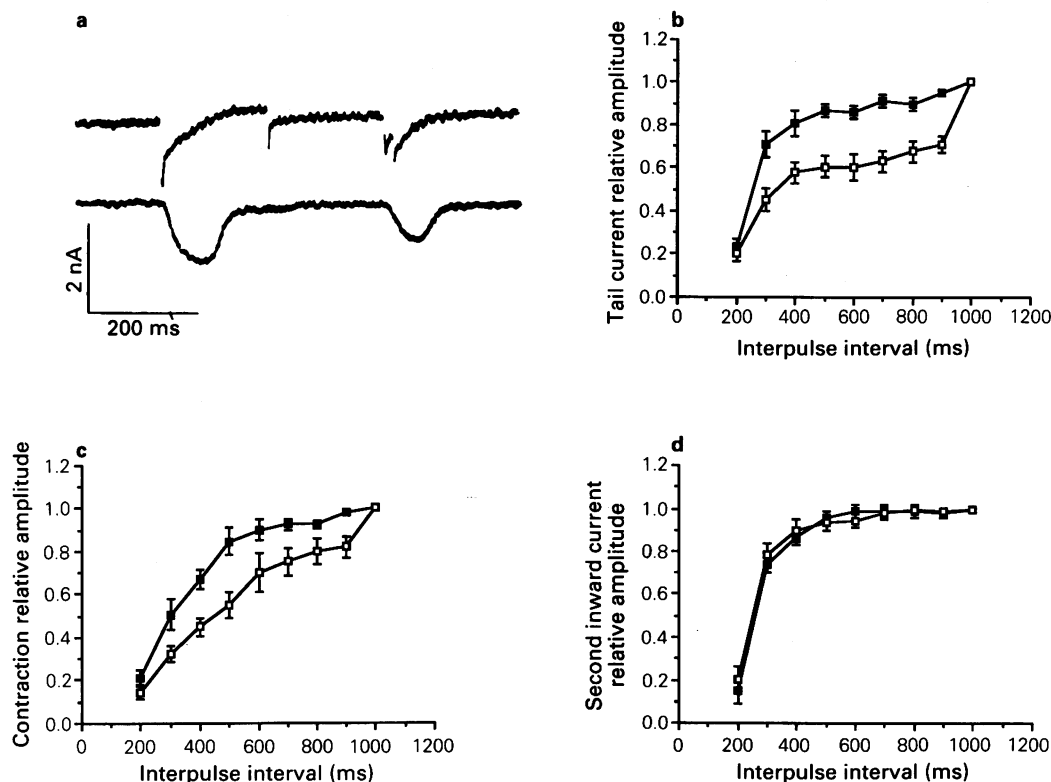 a
2 nA
200 ms
b
Tail current relative amplitude
1.2
1.0
0.8
0.6
0.4
0.2
0.0
0 200 400 600 800 1000 1200
Interpulse interval (ms)
c
Contraction relative amplitude
1.2
1.0
0.8
0.6
0.4
0.2
0.0
0 200 400 600 800 1000 1200
Interpulse interval (ms)
d
Second inward current
relative amplitude
1.2
1.0
0.8
0.6
0.4
0.2
0.0
0 200 400 600 800 1000 1200
Interpulse interval (ms)